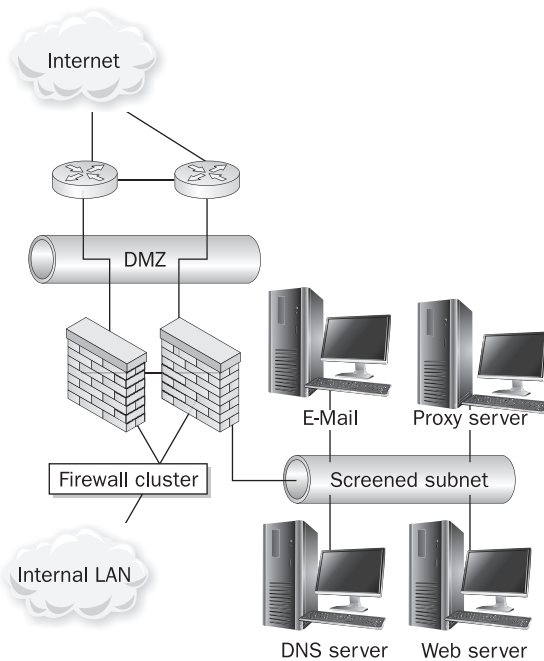 Internet
DMZ
E-Mail
Proxy server
Firewall cluster
Screened subnet
Internal LAN
DNS server
Web server